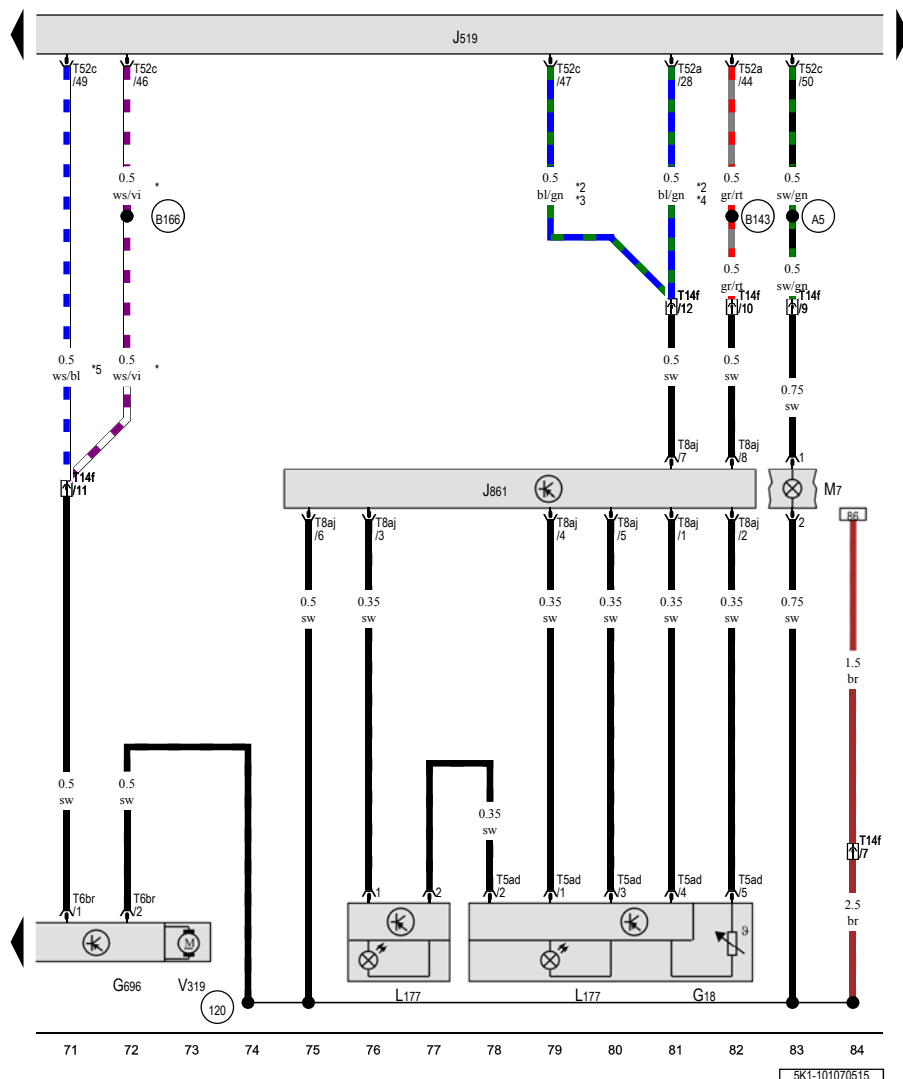 J519
T52c
/49
T52c
/46
T52c
/47
T52a
/28
T52a
/44
T52c
/50
0.5
ws/vi
*
B166
0.5
bl/gn
*2
*3
0.5
bl/gn
*2
*4
0.5
gr/rt
B143
0.5
sw/gn
A5
0.5
gr/rt
0.5
sw/gn
T14f
/12
T14f
/10
T14f
/9
0.5
ws/bl
*5
0.5
ws/vi
*
0.5
sw
0.5
sw
0.75
sw
T8aj
/7
T8aj
/8
1
T14f
/11
J861
M7
T8aj
/6
T8aj
/3
T8aj
/4
T8aj
/5
T8aj
/1
T8aj
/2
2
86
0.5
sw
0.35
sw
0.35
sw
0.35
sw
0.35
sw
0.35
sw
0.75
sw
1.5
br
0.5
sw
0.5
sw
0.35
sw
T14f
/7
T6br
/1
T6br
/2
1
2
T5ad
/2
T5ad
/1
T5ad
/3
T5ad
/4
T5ad
/5
2.5
br
M
ϑ
G696
V319
L177
L177
G18
120
71 72 73 74 75 76 77 78 79 80 81 82 83 84
5K1-101070515